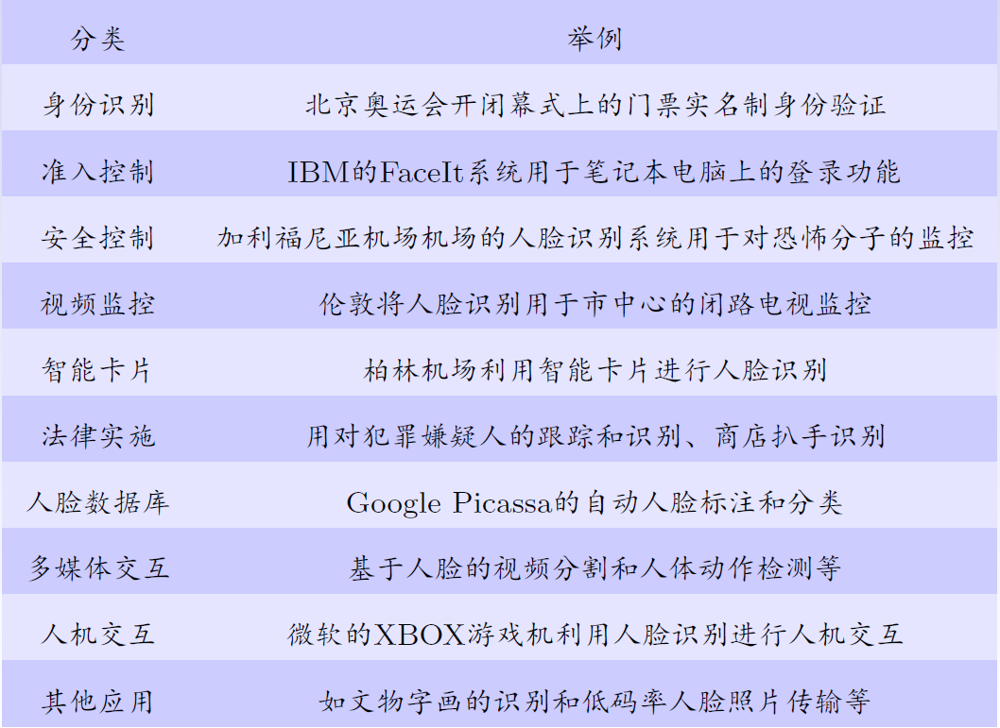 分类 举例
身份识别 北京奥运会开闭幕式上的门票实名制身份验证
准入控制 IBM的FaceIt系统用于笔记本电脑上的登录功能
安全控制 加利福尼亚机场机场的人脸识别系统用于对恐怖分子的监控
视频监控 伦敦将人脸识别用于市中心的闭路电视监控
智能卡片 柏林机场利用智能卡片进行人脸识别
法律实施 用对犯罪嫌疑人的跟踪和识别、商店扒手识别
人脸数据库 Google Picassa的自动人脸标注和分类
多媒体交互 基于人脸的视频分割和人体动作检测等
人机交互 微软的XBOX游戏机利用人脸识别进行人机交互
其他应用 如文物字画的识别和低码率人脸照片传输等